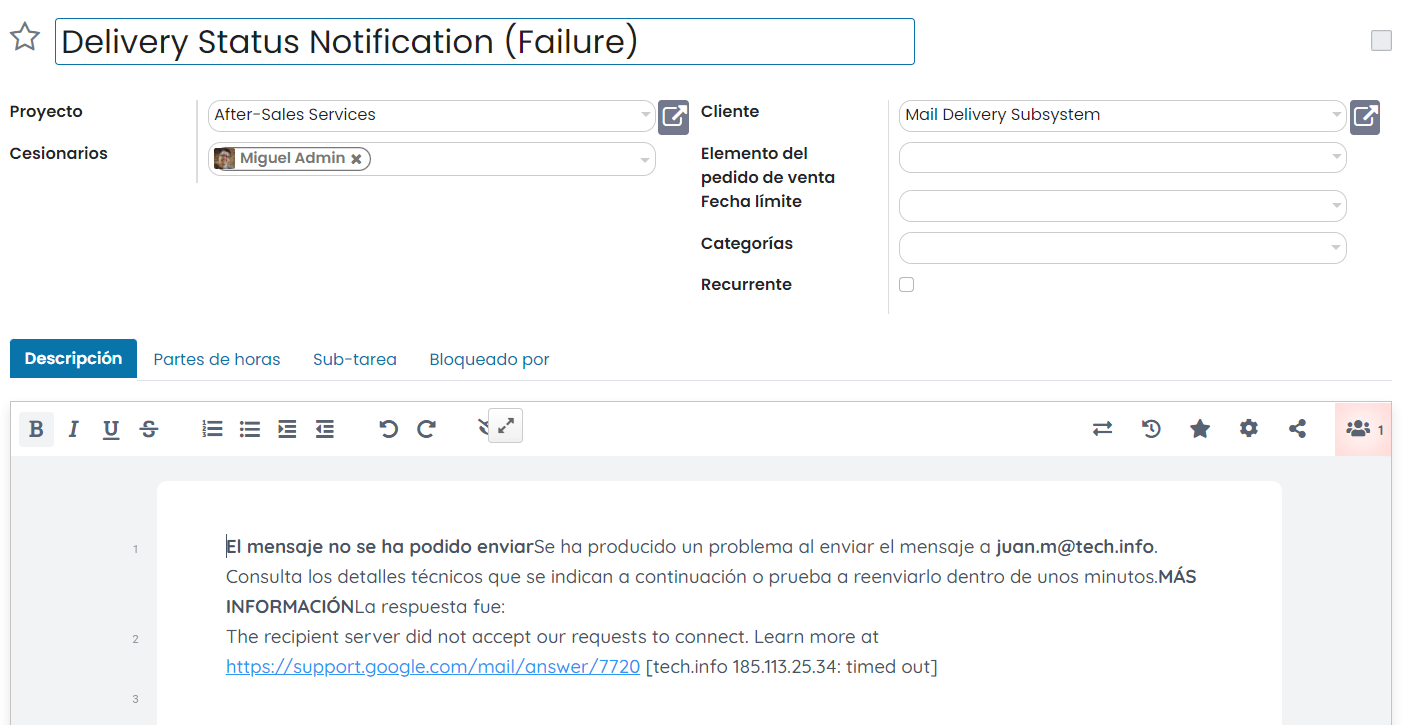 Delivery Status Notification (Failure)
Proyecto
After-Sales Services
Cesionarios
Miguel Admin
Cliente
Mail Delivery Subsystem
Elemento del
pedido de venta
Fecha límite
Categorías
Recurrente
Descripción
Partes de horas
Sub-tarea
Bloqueado por
B I U S
1
1
El mensaje no se ha podido enviarSe ha producido un problema al enviar el mensaje a juan.m@tech.info.
Consulta los detalles técnicos que se indican a continuación o prueba a reenviarlo dentro de unos minutos.MÁS
INFORMACIÓNLa respuesta fue:
2
The recipient server did not accept our requests to connect. Learn more at
https://support.google.com/mail/answer/7720 [tech.info 185.113.25.34: timed out]
3